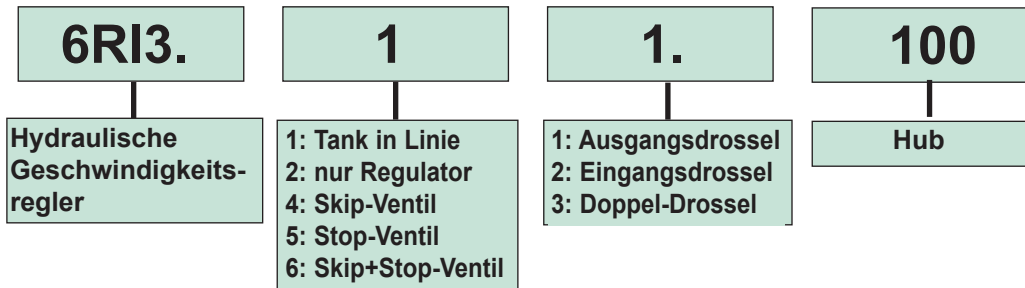 6RI3. 1 1. 100
Hydraulische
Geschwindigkeits-
regler
1: Tank in Linie
2: nur Regulator
4: Skip-Ventil
5: Stop-Ventil
6: Skip+Stop-Ventil
1: Ausgangsdrossel
2: Eingangsdrossel
3: Doppel-Drossel
Hub